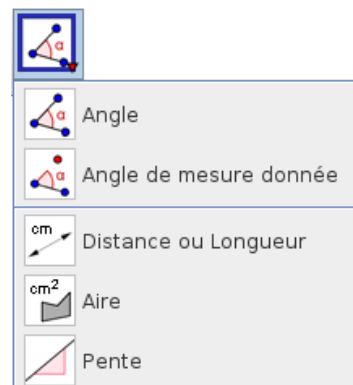 α
α Angle
α Angle de mesure donnée
cm Distance ou Longueur
cm² Aire
Pente